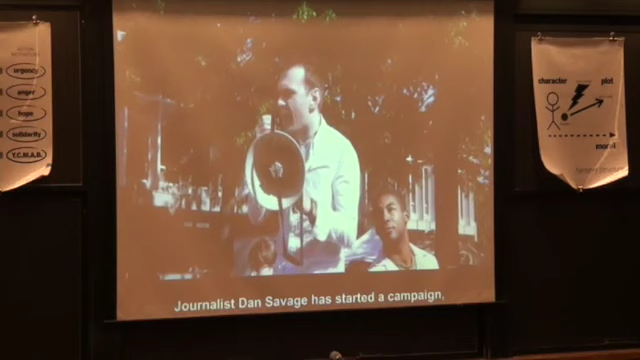 urgency
anger
hope
solidarity
Y.C.M.A.D.
character
plot
moral
Journalist Dan Savage has started a campaign,